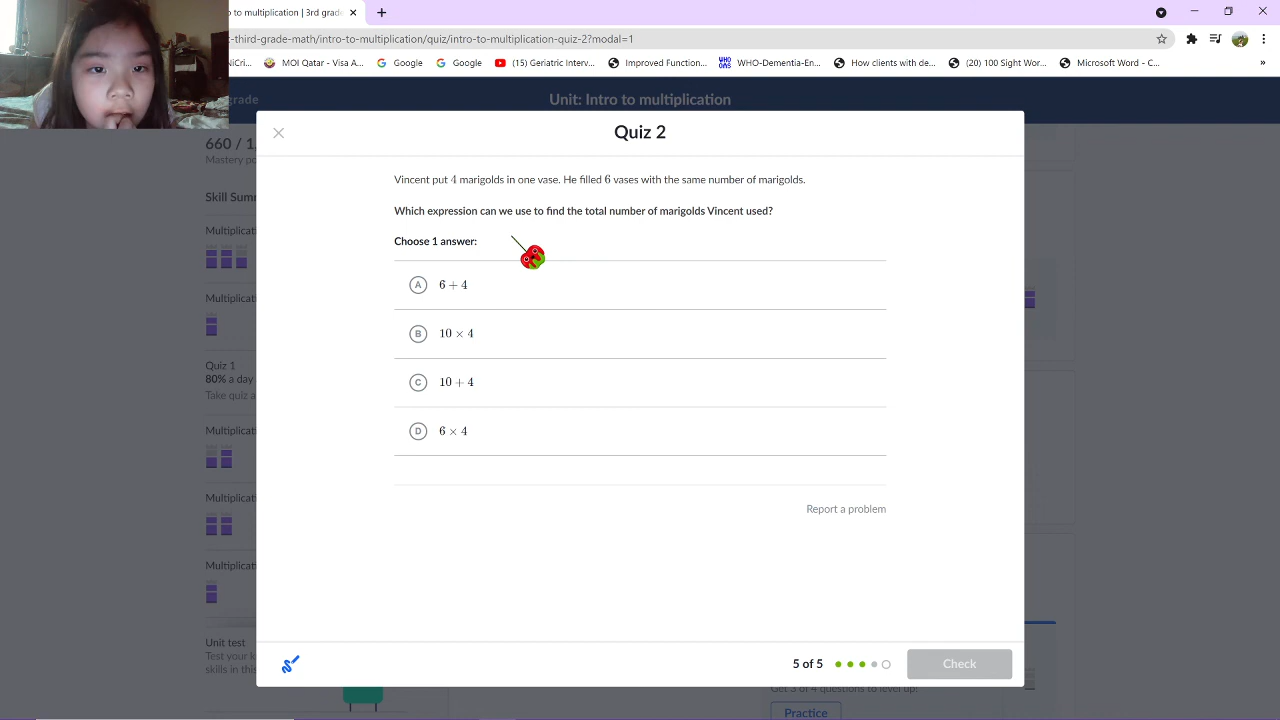 to multiplication | 3rd grade
t-third-grade-math/intro-to-multiplication/quiz/intro-to-multiplication-quiz-2?modal=1
NiCri...
MOI Qatar - Visa A...
Google
Google
(15) Geriatric Interv...
Improved Function...
WHO-Dementia-En...
How climate with de...
(20) 100 Sight Wor...
Microsoft Word - C...
grade
Unit: Intro to multiplication
660 / 1,
Mastery po
Skill Summ
Multiplicat
Multiplicat
Quiz 1
80% a day
Take quiz a
Multiplicat
Multiplicat
Multiplicat
Unit test
Test your k
skills in this
Quiz 2
Vincent put 4 marigolds in one vase. He filled 6 vases with the same number of marigolds.
Which expression can we use to find the total number of marigolds Vincent used?
Choose 1 answer:
A 6 + 4
B 10 × 4
C 10 + 4
D 6 × 4
Report a problem
5 of 5
Check
Get 3 of 4 questions to level up!
Practice